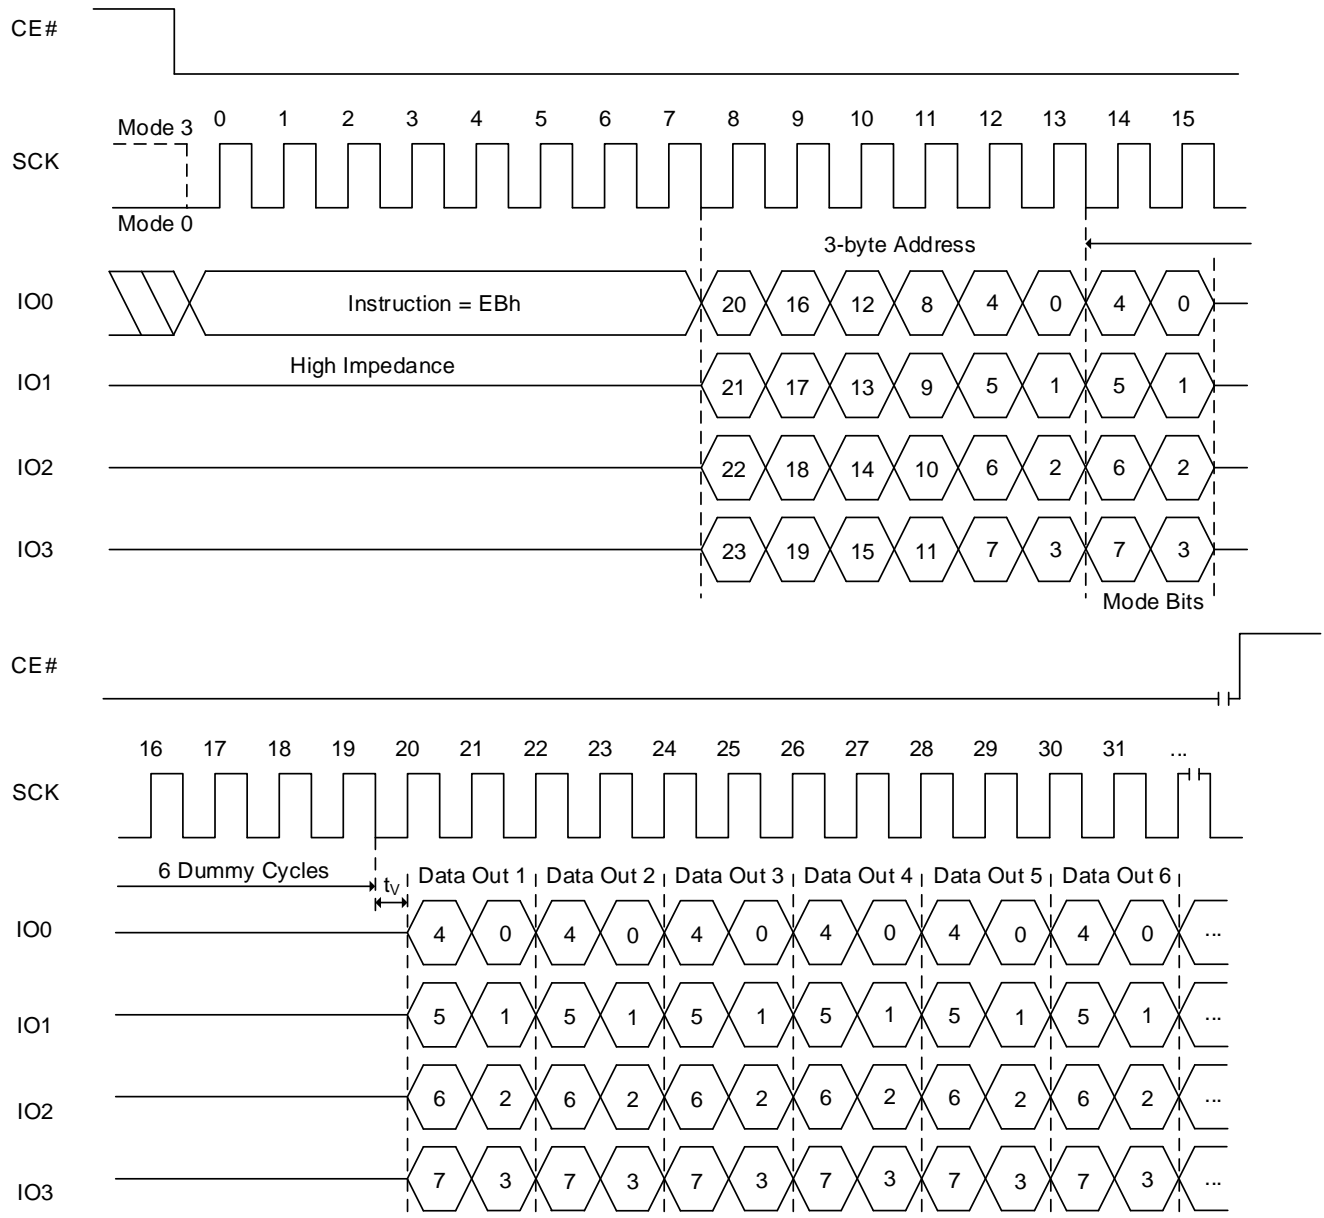 CE#
Mode 3 0 1 2 3 4 5 6 7 8 9 10 11 12 13 14 15
SCK
Mode 0
3-byte Address
IO0 Instruction = EBh 20 16 12 8 4 0 4 0
High Impedance
IO1 21 17 13 9 5 1 5 1
IO2 22 18 14 10 6 2 6 2
IO3 23 19 15 11 7 3 7 3
Mode Bits
CE#
16 17 18 19 20 21 22 23 24 25 26 27 28 29 30 31 ...
SCK
6 Dummy Cycles tV Data Out 1 Data Out 2 Data Out 3 Data Out 4 Data Out 5 Data Out 6
IO0 4 0 4 0 4 0 4 0 4 0 4 0 ...
IO1 5 1 5 1 5 1 5 1 5 1 5 1 ...
IO2 6 2 6 2 6 2 6 2 6 2 6 2 ...
IO3 7 3 7 3 7 3 7 3 7 3 7 3 ...